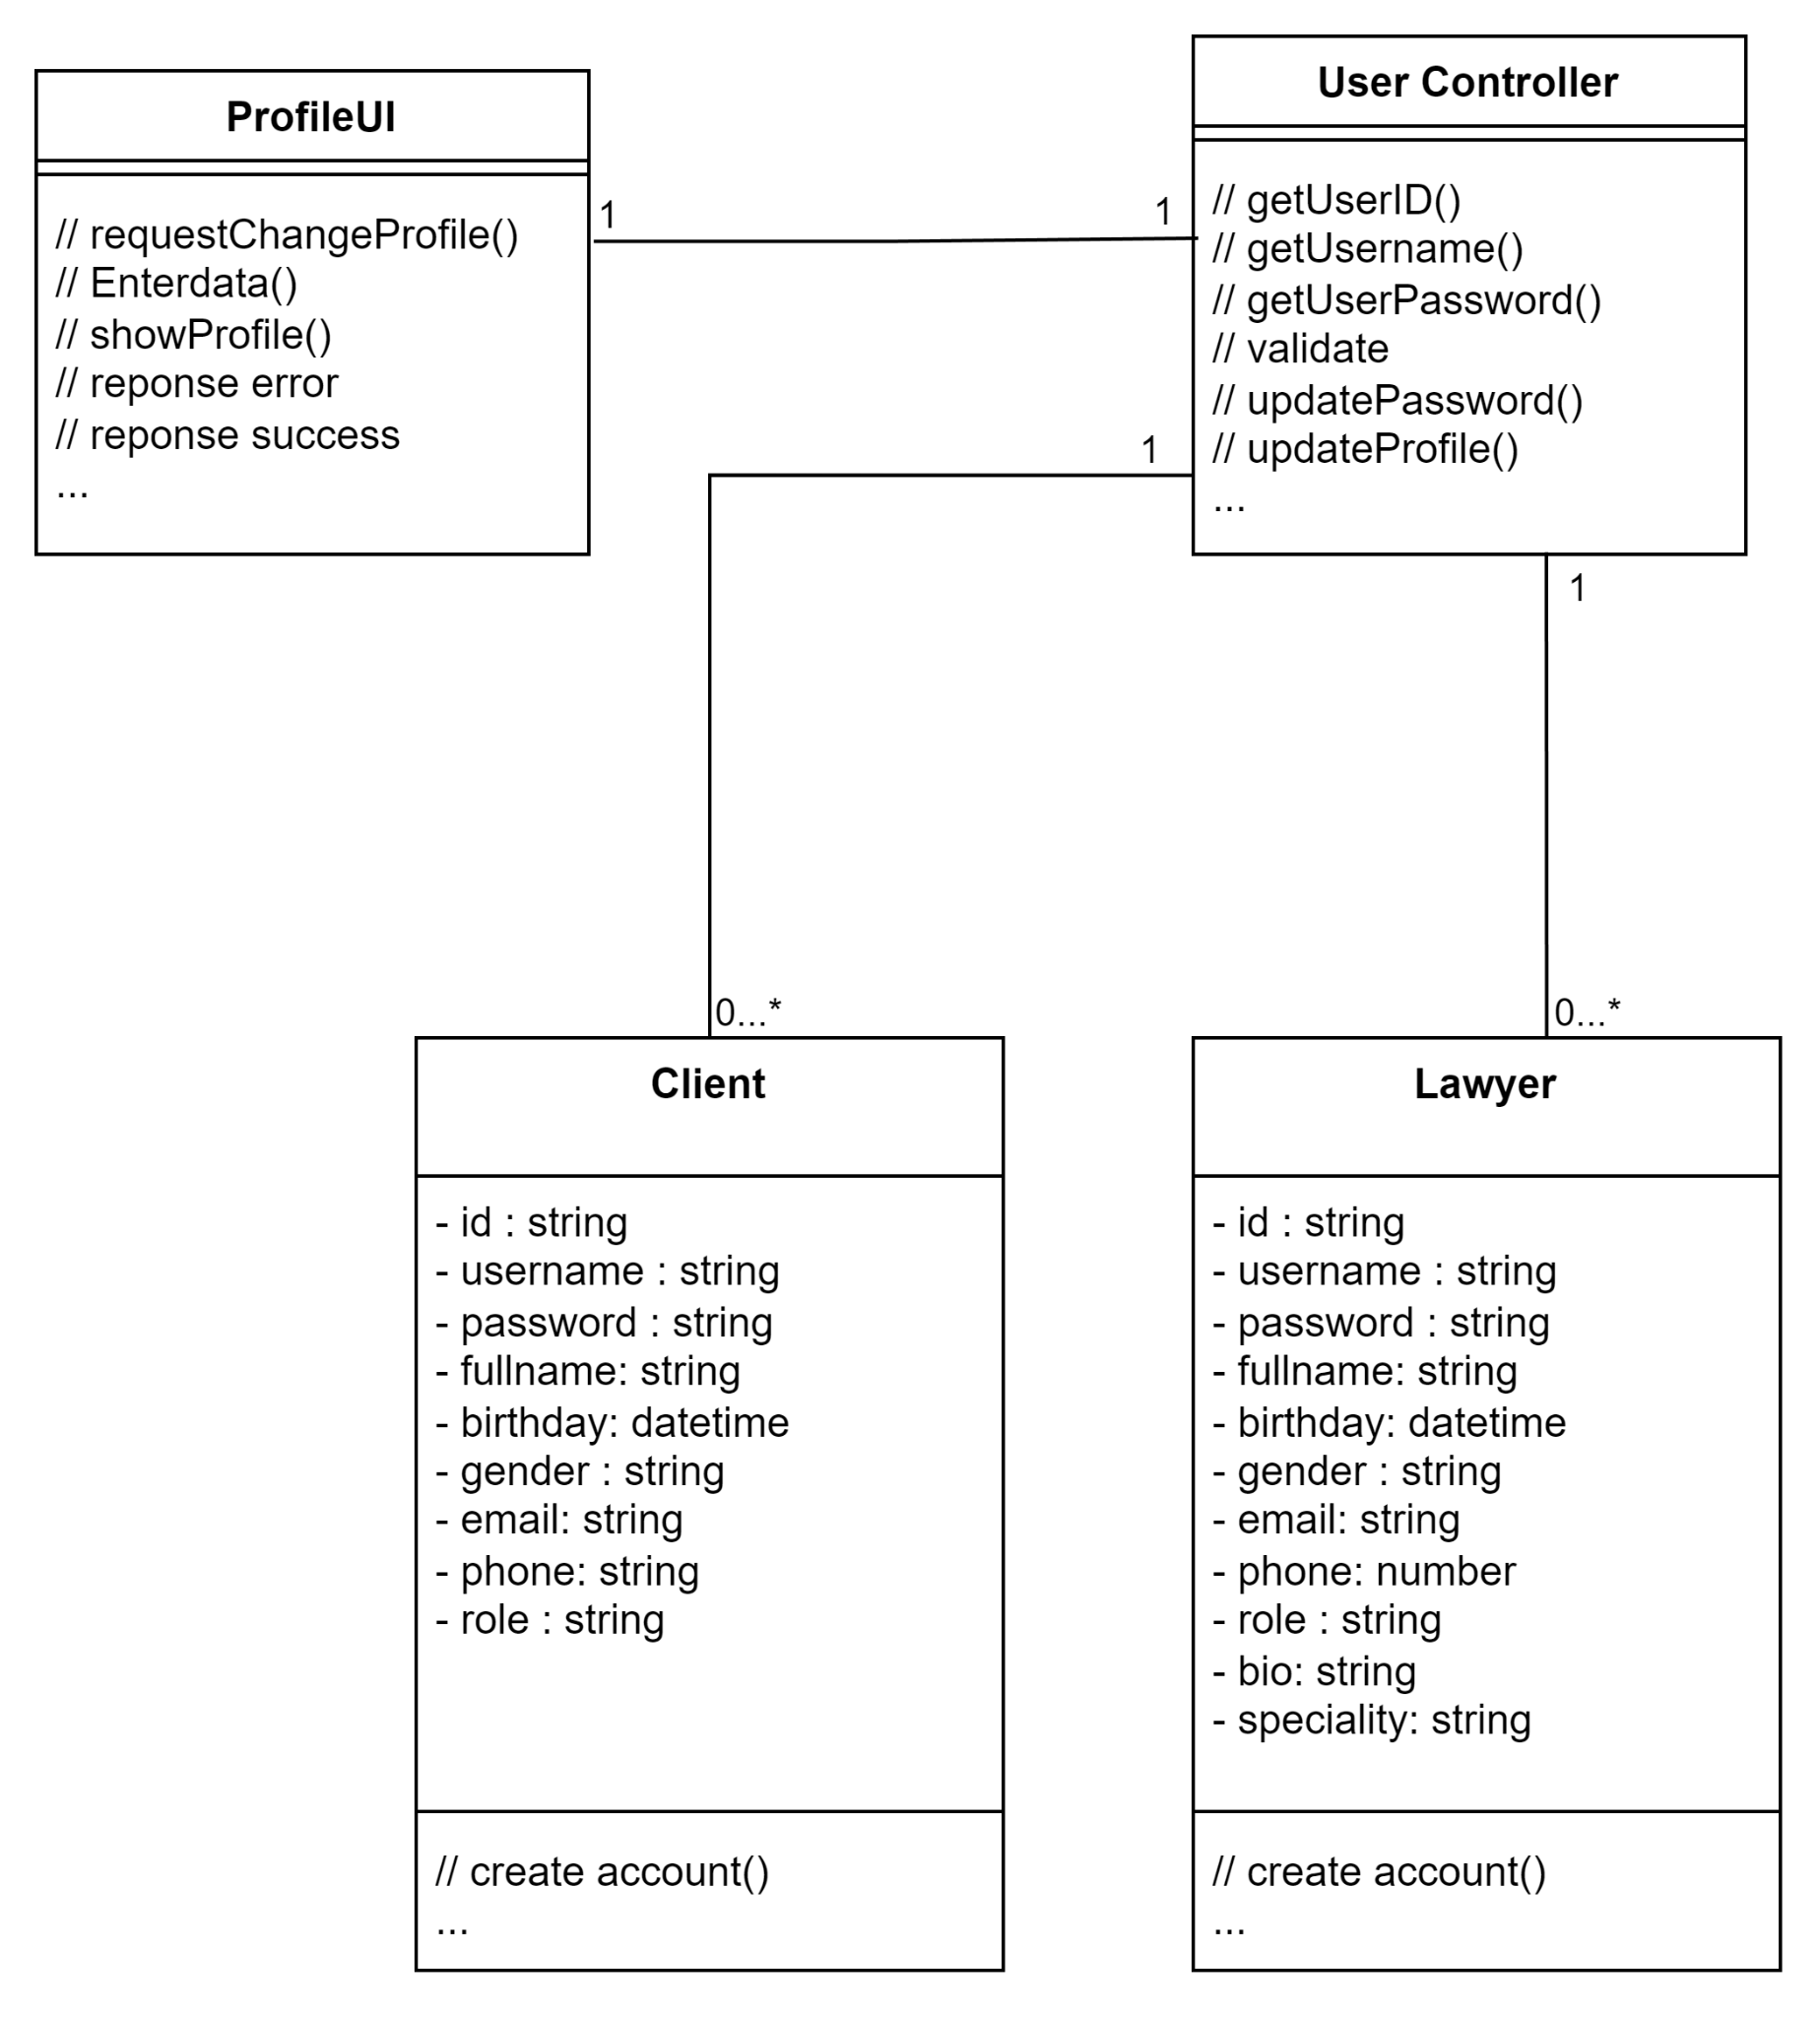 ProfileUI
// requestChangeProfile()
// Enterdata()
// showProfile()
// reponse error
// reponse success
...
1
1
User Controller
// getUserID()
// getUsername()
// getUserPassword()
// validate
// updatePassword()
// updateProfile()
...
1
1
0...*
0...*
Client
- id : string
- username : string
- password : string
- fullname: string
- birthday: datetime
- gender : string
- email: string
- phone: string
- role : string
// create account()
...
Lawyer
- id : string
- username : string
- password : string
- fullname: string
- birthday: datetime
- gender : string
- email: string
- phone: number
- role : string
- bio: string
- speciality: string
// create account()
...